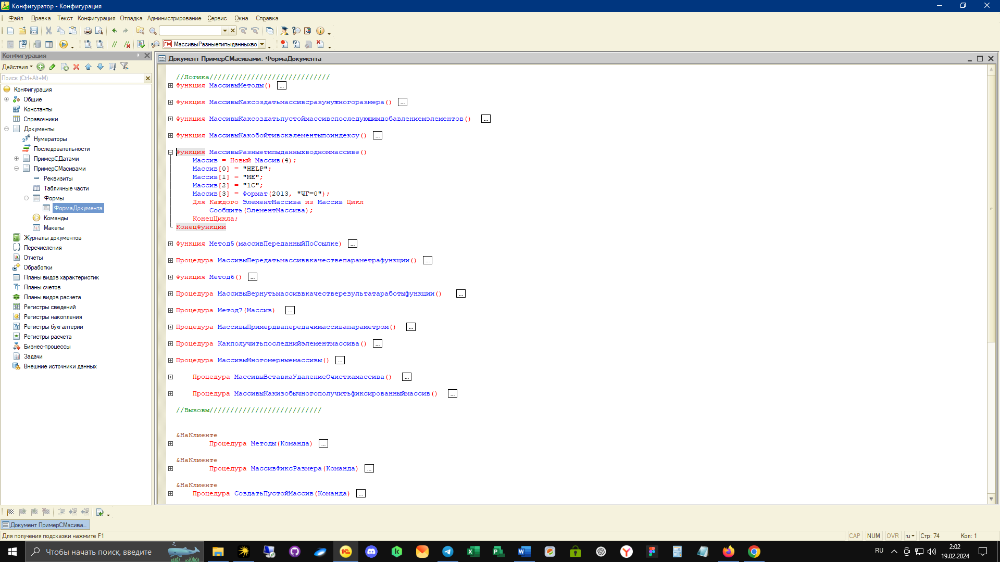 Конфигуратор - Конфигурация
Файл Правка Текст Конфигурация Отладка Администрирование Сервис Окна Справка
МассивыРазныетипыданныхво
Конфигурация
Действия
Поиск (Ctrl+Alt+M)
Конфигурация
Общие
Константы
Справочники
Документы
Нумераторы
Последовательности
ПримерСДатами
ПримерСМасивами
Реквизиты
Табличные части
Формы
ФормаДокумента
Команды
Макеты
Журналы документов
Перечисления
Отчеты
Обработки
Планы видов характеристик
Планы счетов
Планы видов расчета
Регистры сведений
Регистры накопления
Регистры бухгалтерии
Регистры расчета
Бизнес-процессы
Задачи
Внешние источники данных
Документ ПримерСМасивами: ФормаДокумента
//Логика/////////////////////////////
Функция МассивыМетоды() ...
Функция МассивыКаксоздатьмассивсразунужногоразмера() ...
Функция МассивыКаксоздатьпустоймассивспоследующимдобавлениемэлементов() ...
Функция МассивыКакобойтивскэлементыпоиндексу() ...
Функция МассивыРазныетипыданныхводноммассиве()
Массив = Новый Массив(4);
Массив[0] = "HELP";
Массив[1] = "ME";
Массив[2] = "1C";
Массив[3] = Формат(2013, "ЧГ=0");
Для Каждого ЭлементМассива из Массив Цикл
Сообщить(ЭлементМассива);
КонецЦикла;
КонецФункции
Функция Метод5(массивПереданныйПоСсылке) ...
Процедура МассивыПередатьмассиввкачествепараметрафункции() ...
Функция Метод6() ...
Процедура МассивыВернутьмассиввкачестверезультатаработыфункции() ...
Процедура Метод7(Массив) ...
Процедура МассивыПримердвапередачимассивапараметром() ...
Процедура Какполучитьпоследнийэлементмассива() ...
Процедура МассивыМногомерныемассивы() ...
Процедура МассивыВставкаУдалениеОчисткамассива() ...
Процедура МассивыКакизобычногополучитьфиксированныймассив() ...
//Вызовы///////////////////////////
&НаКлиенте
Процедура Методы(Команда) ...
&НаКлиенте
Процедура МассивФиксРазмера(Команда) ...
&НаКлиенте
Процедура СоздатьПустойМассив(Команда) ...
Документ ПримерСМасива...
Для получения подсказки нажмите F1
CAP NUM OVR ru Стр: 74 Кол: 1
Чтобы начать поиск, введите
RU
2:02
19.02.2024